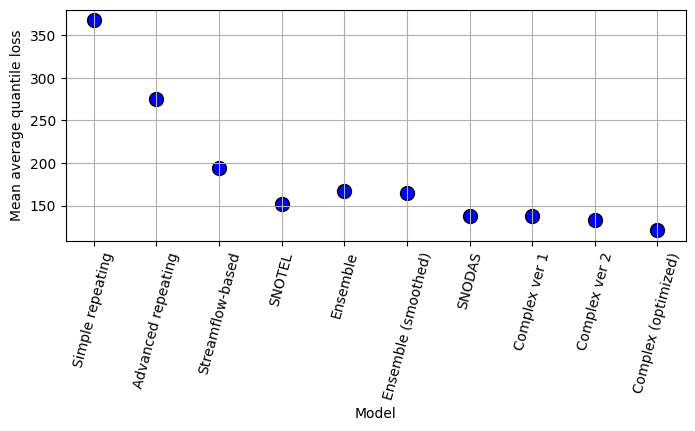 Mean average quantile loss
350
300
250
200
150
Simple repeating
Advanced repeating
Streamflow-based
SNOTEL
Ensemble
Ensemble (smoothed)
SNODAS
Complex ver 1
Complex ver 2
Complex (optimized)
Model